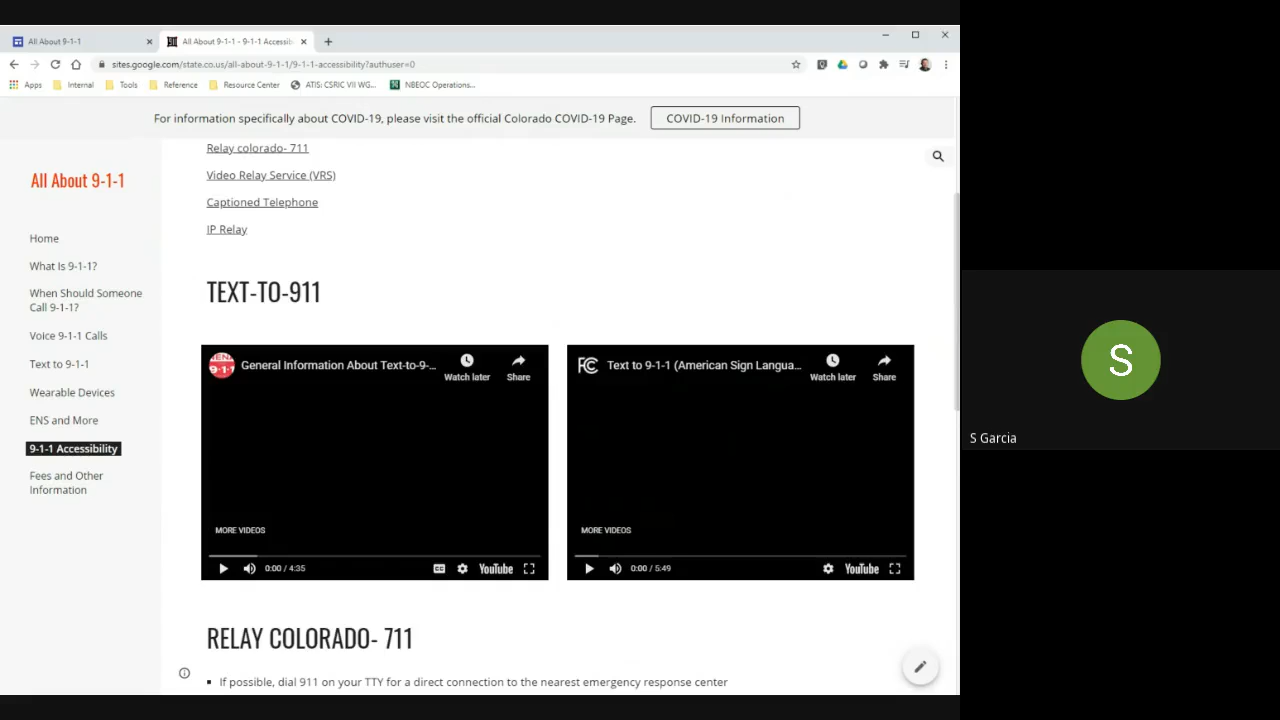 All About 9-1-1
All About 9-1-1 - 9-1-1 Accessib
sites.google.com/state.co.us/all-about-9-1-1/9-1-1-accessibility?authuser=0
Apps
Internal
Tools
Reference
Resource Center
ATIS: CSRIC VII WG...
NBEOC Operations...
For information specifically about COVID-19, please visit the official Colorado COVID-19 Page.
COVID-19 Information
All About 9-1-1
Home
What Is 9-1-1?
When Should Someone
Call 9-1-1?
Voice 9-1-1 Calls
Text to 9-1-1
Wearable Devices
ENS and More
9-1-1 Accessibility
Fees and Other
Information
Relay colorado- 711
Video Relay Service (VRS)
Captioned Telephone
IP Relay
TEXT-TO-911
NENA
9-1-1
General Information About Text-to-9-...
Watch later
Share
MORE VIDEOS
0:00 / 4:35
CC
YouTube
FC
Text to 9-1-1 (American Sign Langua...
Watch later
Share
MORE VIDEOS
0:00 / 5:49
YouTube
RELAY COLORADO- 711
If possible, dial 911 on your TTY for a direct connection to the nearest emergency response center
S
S Garcia